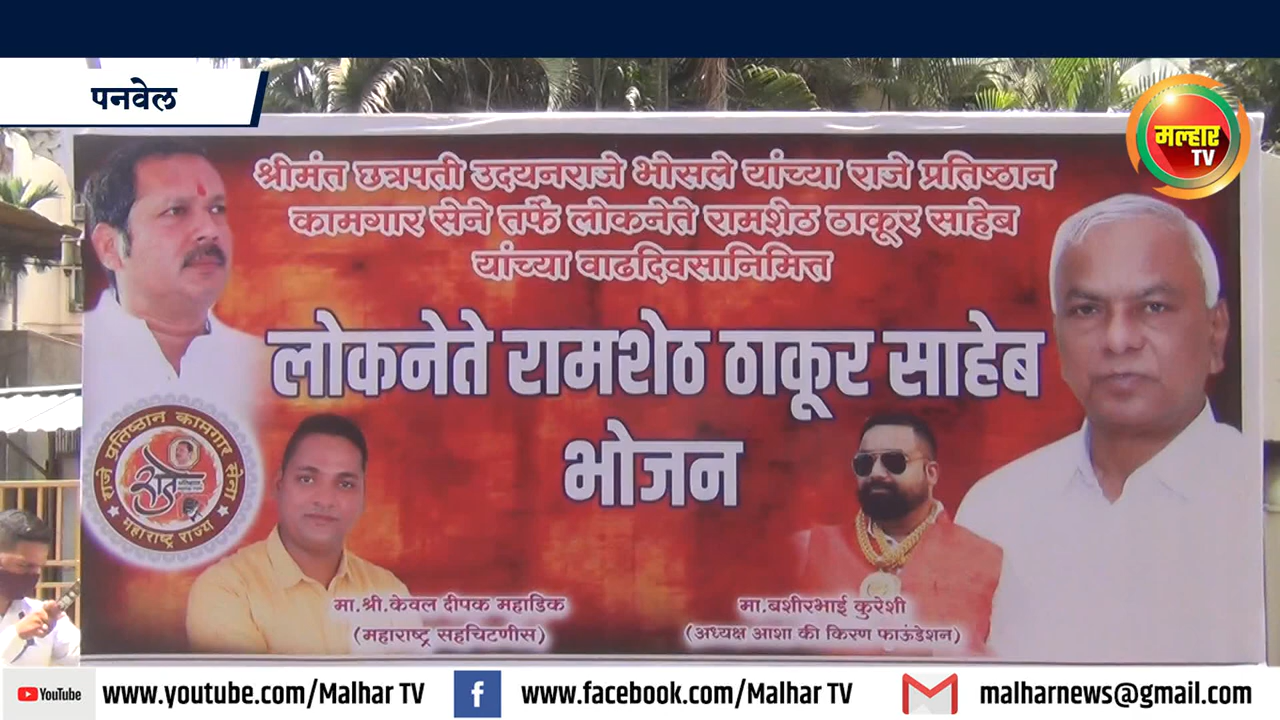 पनवेल
मल्हार
TV
श्रीमंत छत्रपती उदयनराजे भोसले यांच्या राजे प्रतिष्ठान
कामगार सेने तर्फे लोकनेते रामशेठ ठाकूर साहेब
यांच्या वाढदिवसानिमित्त
लोकनेते रामशेठ ठाकूर साहेब
भोजन
राजे प्रतिष्ठान कामगार सेना
महाराष्ट्र राज्य
मा.श्री.केवल दीपक महाडिक
(महाराष्ट्र सहचिटणीस)
मा.बशीरभाई कुरेशी
(अध्यक्ष आशा की किरण फाऊंडेशन)
YouTube www.youtube.com/Malhar TV f www.facebook.com/Malhar TV malharnews@gmail.com